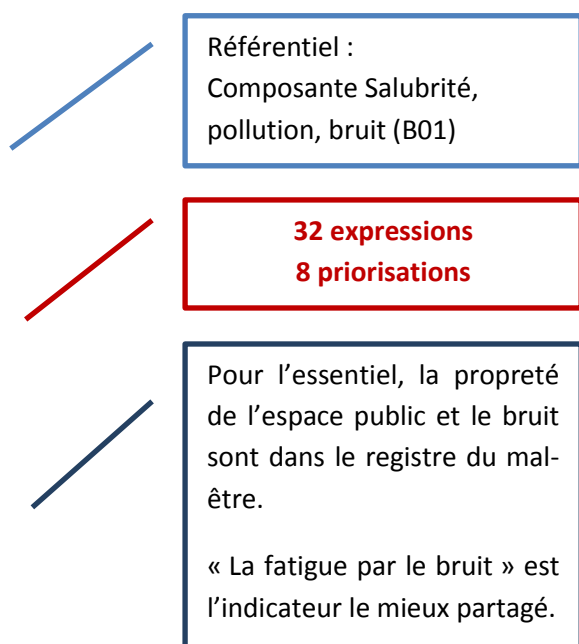 Référentiel :
Composante Salubrité,
pollution, bruit (B01)
32 expressions
8 priorisations
Pour l’essentiel, la propreté
de l’espace public et le bruit
sont dans le registre du mal-
être.
« La fatigue par le bruit » est
l’indicateur le mieux partagé.